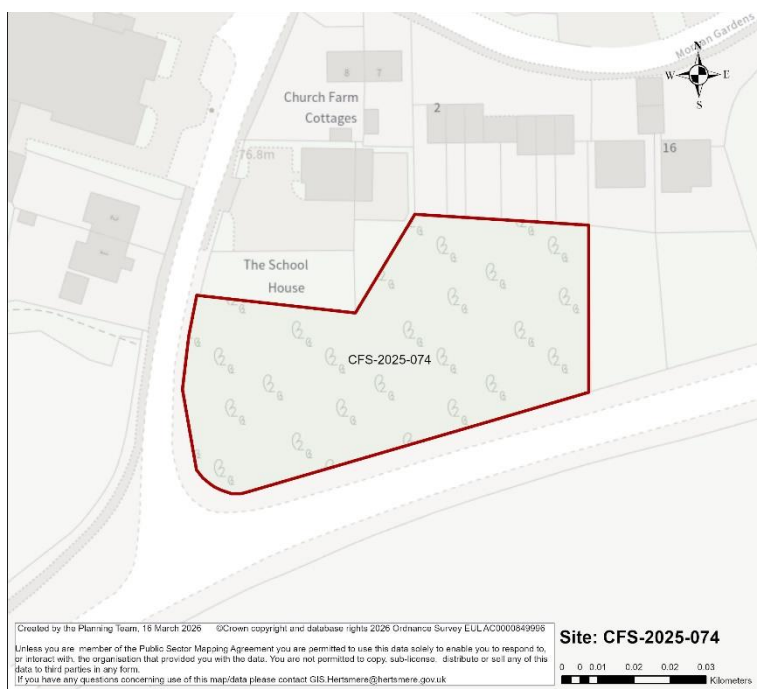 Morgan Gardens
N
W E
S
8 7
Church Farm
Cottages
2
76.8m
16
2
1
The School
House
CFS-2025-074
Created by the Planning Team, 16 March 2026 ©Crown copyright and database rights 2026 Ordnance Survey EUL AC0000849996
Unless you are member of the Public Sector Mapping Agreement you are permitted to use this data solely to enable you to respond to,
or interact with, the organisation that provided you with the data. You are not permitted to copy, sub-license, distribute or sell any of this
data to third parties in any form.
If you have any questions concerning use of this map/data please contact GIS.Hertsmere@hertsmere.gov.uk
Site: CFS-2025-074
0 0 0.01 0.02 0.02 0.03
Kilometers